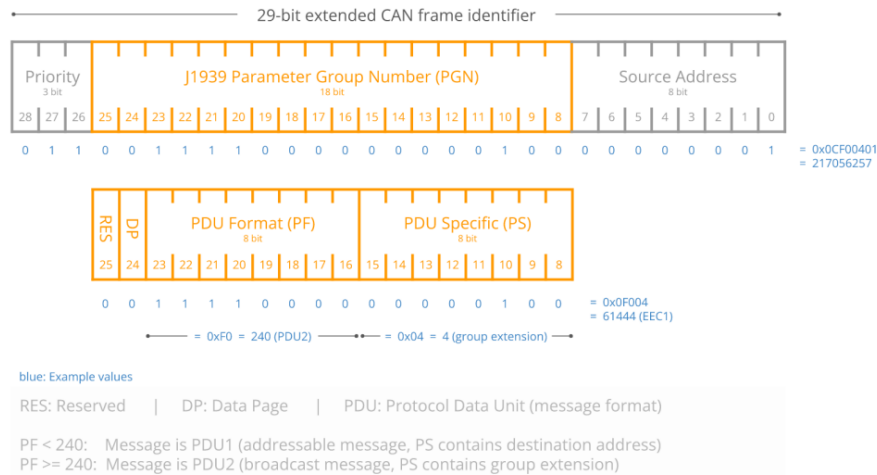 29-bit extended CAN frame identifier
Priority J1939 Parameter Group Number (PGN) Source Address
3 bit 18 bit 8 bit
28 27 26 25 24 23 22 21 20 19 18 17 16 15 14 13 12 11 10 9 8 7 6 5 4 3 2 1 0
0 1 1 0 0 1 1 1 1 0 0 0 0 0 0 0 0 0 1 0 0 0 0 0 0 0 0 0 1 = 0x0CF00401
= 217056257
RES DP PDU Format (PF) PDU Specific (PS)
8 bit 8 bit
25 24 23 22 21 20 19 18 17 16 15 14 13 12 11 10 9 8
0 0 1 1 1 1 0 0 0 0 0 0 0 0 0 1 0 0 = 0x0F004
= 61444 (EEC1)
= 0xF0 = 240 (PDU2) = 0x04 = 4 (group extension)
blue: Example values
RES: Reserved | DP: Data Page | PDU: Protocol Data Unit (message format)
PF < 240: Message is PDU1 (addressable message, PS contains destination address)
PF >= 240: Message is PDU2 (broadcast message, PS contains group extension)